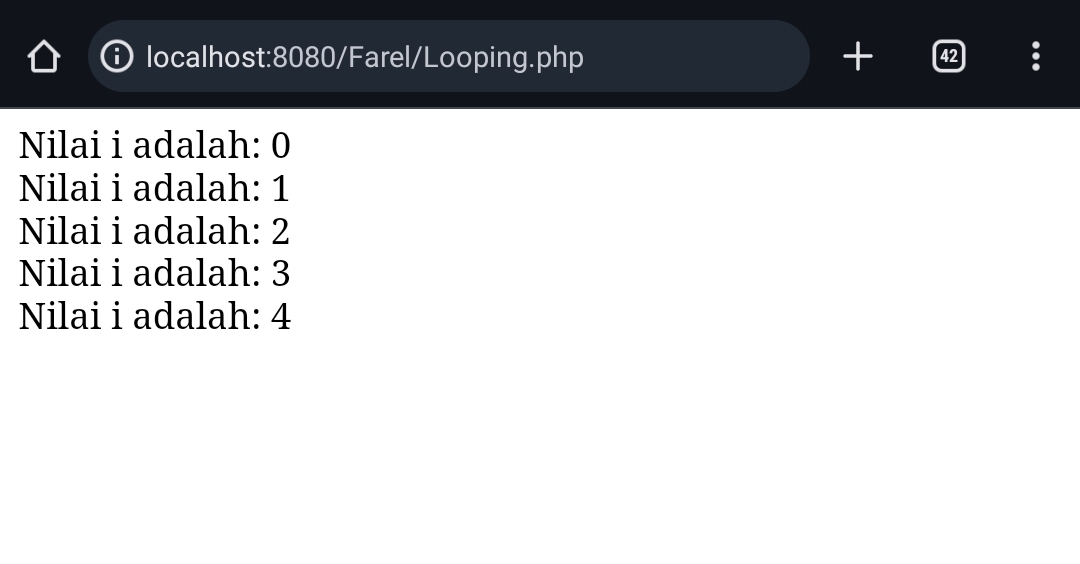 localhost:8080/Farel/Looping.php
42
Nilai i adalah: 0
Nilai i adalah: 1
Nilai i adalah: 2
Nilai i adalah: 3
Nilai i adalah: 4